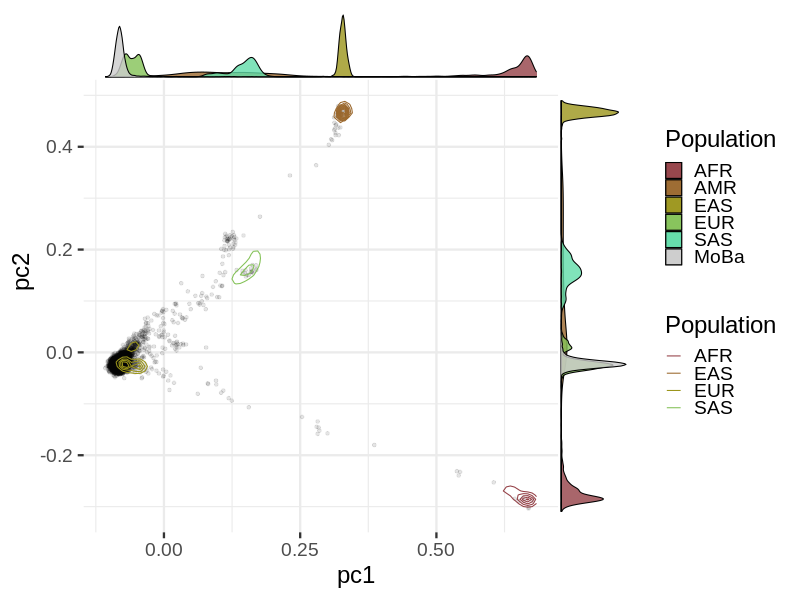 Population
AFR
AMR
EAS
EUR
SAS
MoBa
Population
AFR
EAS
EUR
SAS
pc2
0.4
0.2
0.0
-0.2
0.00
0.25
0.50
pc1